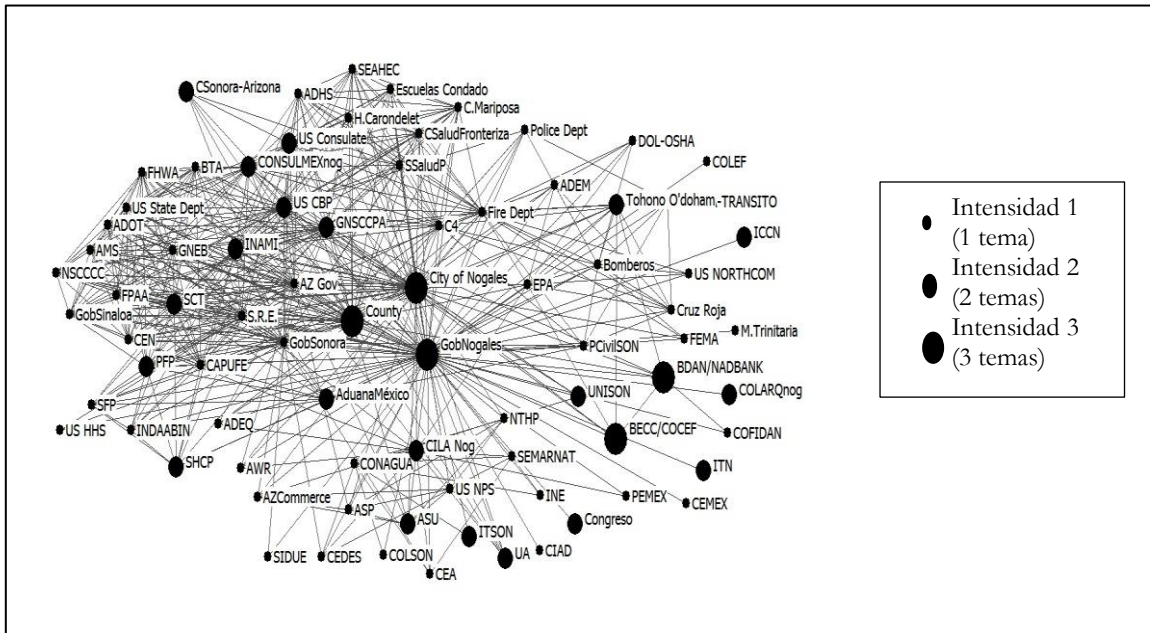 SEAHEC
CSonora-Arizona
ADHS
Escuelas Condado
C.Mariposa
H.Carondelet
Police Dept
CSaludFronteriza
US Consulate
DOL-OSHA
COLEF
CONSULMEXnog
BTA
FHWA
SSaludP
ADEM
Tohono O'doham.-TRANSITO
US CBP
US State Dept
Fire Dept
ADOT
GNSCCPA
C4
ICCN
AMS
GNEB
INAMI
Bomberos
NSCCCC
US NORTHCOM
AZ Gov
City of Nogales
EPA
FPAA
SCT
GobSinaloa
S.R.E.
County
Cruz Roja
M.Trinitaria
CEN
GobSonora
FEMA
PCivilSON
GobNogales
PFP
CAPUFE
BDAN/NADBANK
UNISON
COLARQnog
AduanaMéxico
SFP
NTHP
US HHS
INDAABIN
ADEQ
COFIDAN
BECC/COCEF
CILA Nog
SEMARNAT
SHCP
AWR
CONAGUA
ITN
US NPS
INE
AZCommerce
PEMEX
CEMEX
ASP
ASU
Congreso
ITSON
SIDUE
CEDES
COLSON
UA
CIAD
CEA
Intensidad 1
(1 tema)
Intensidad 2
(2 temas)
Intensidad 3
(3 temas)